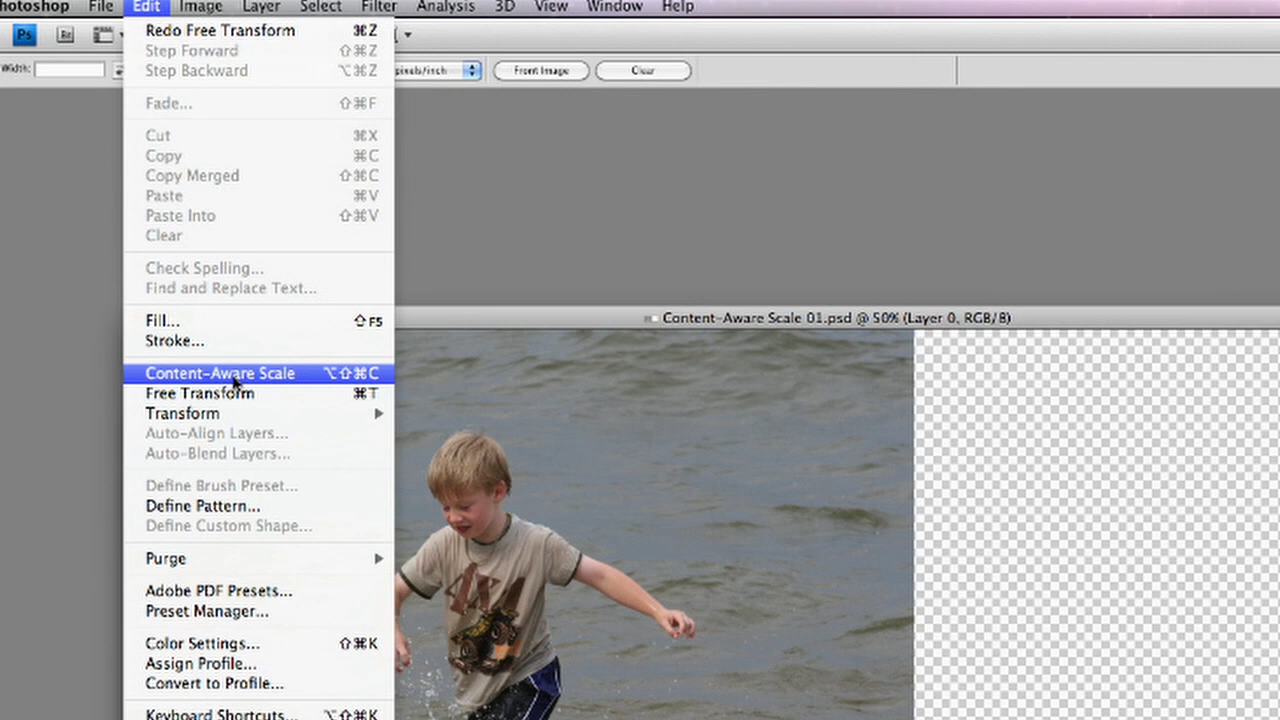 hotoshop File Edit Image Layer Select Filter Analysis 3D View Window Help
Ps Br
Width: pixels/inch Front Image Clear
Redo Free Transform ⌘Z
Step Forward ⇧⌘Z
Step Backward ⌥⌘Z
Fade... ⇧⌘F
Cut ⌘X
Copy ⌘C
Copy Merged ⇧⌘C
Paste ⌘V
Paste Into ⇧⌘V
Clear
Check Spelling...
Find and Replace Text...
Fill... ⇧F5
Stroke...
Content-Aware Scale ⌥⇧⌘C
Free Transform ⌘T
Transform
Auto-Align Layers...
Auto-Blend Layers...
Define Brush Preset...
Define Pattern...
Define Custom Shape...
Purge
Adobe PDF Presets...
Preset Manager...
Color Settings... ⇧⌘K
Assign Profile...
Convert to Profile...
Keyboard Shortcuts... ⌥⇧⌘K
Content-Aware Scale 01.psd @ 50% (Layer 0, RGB/8)